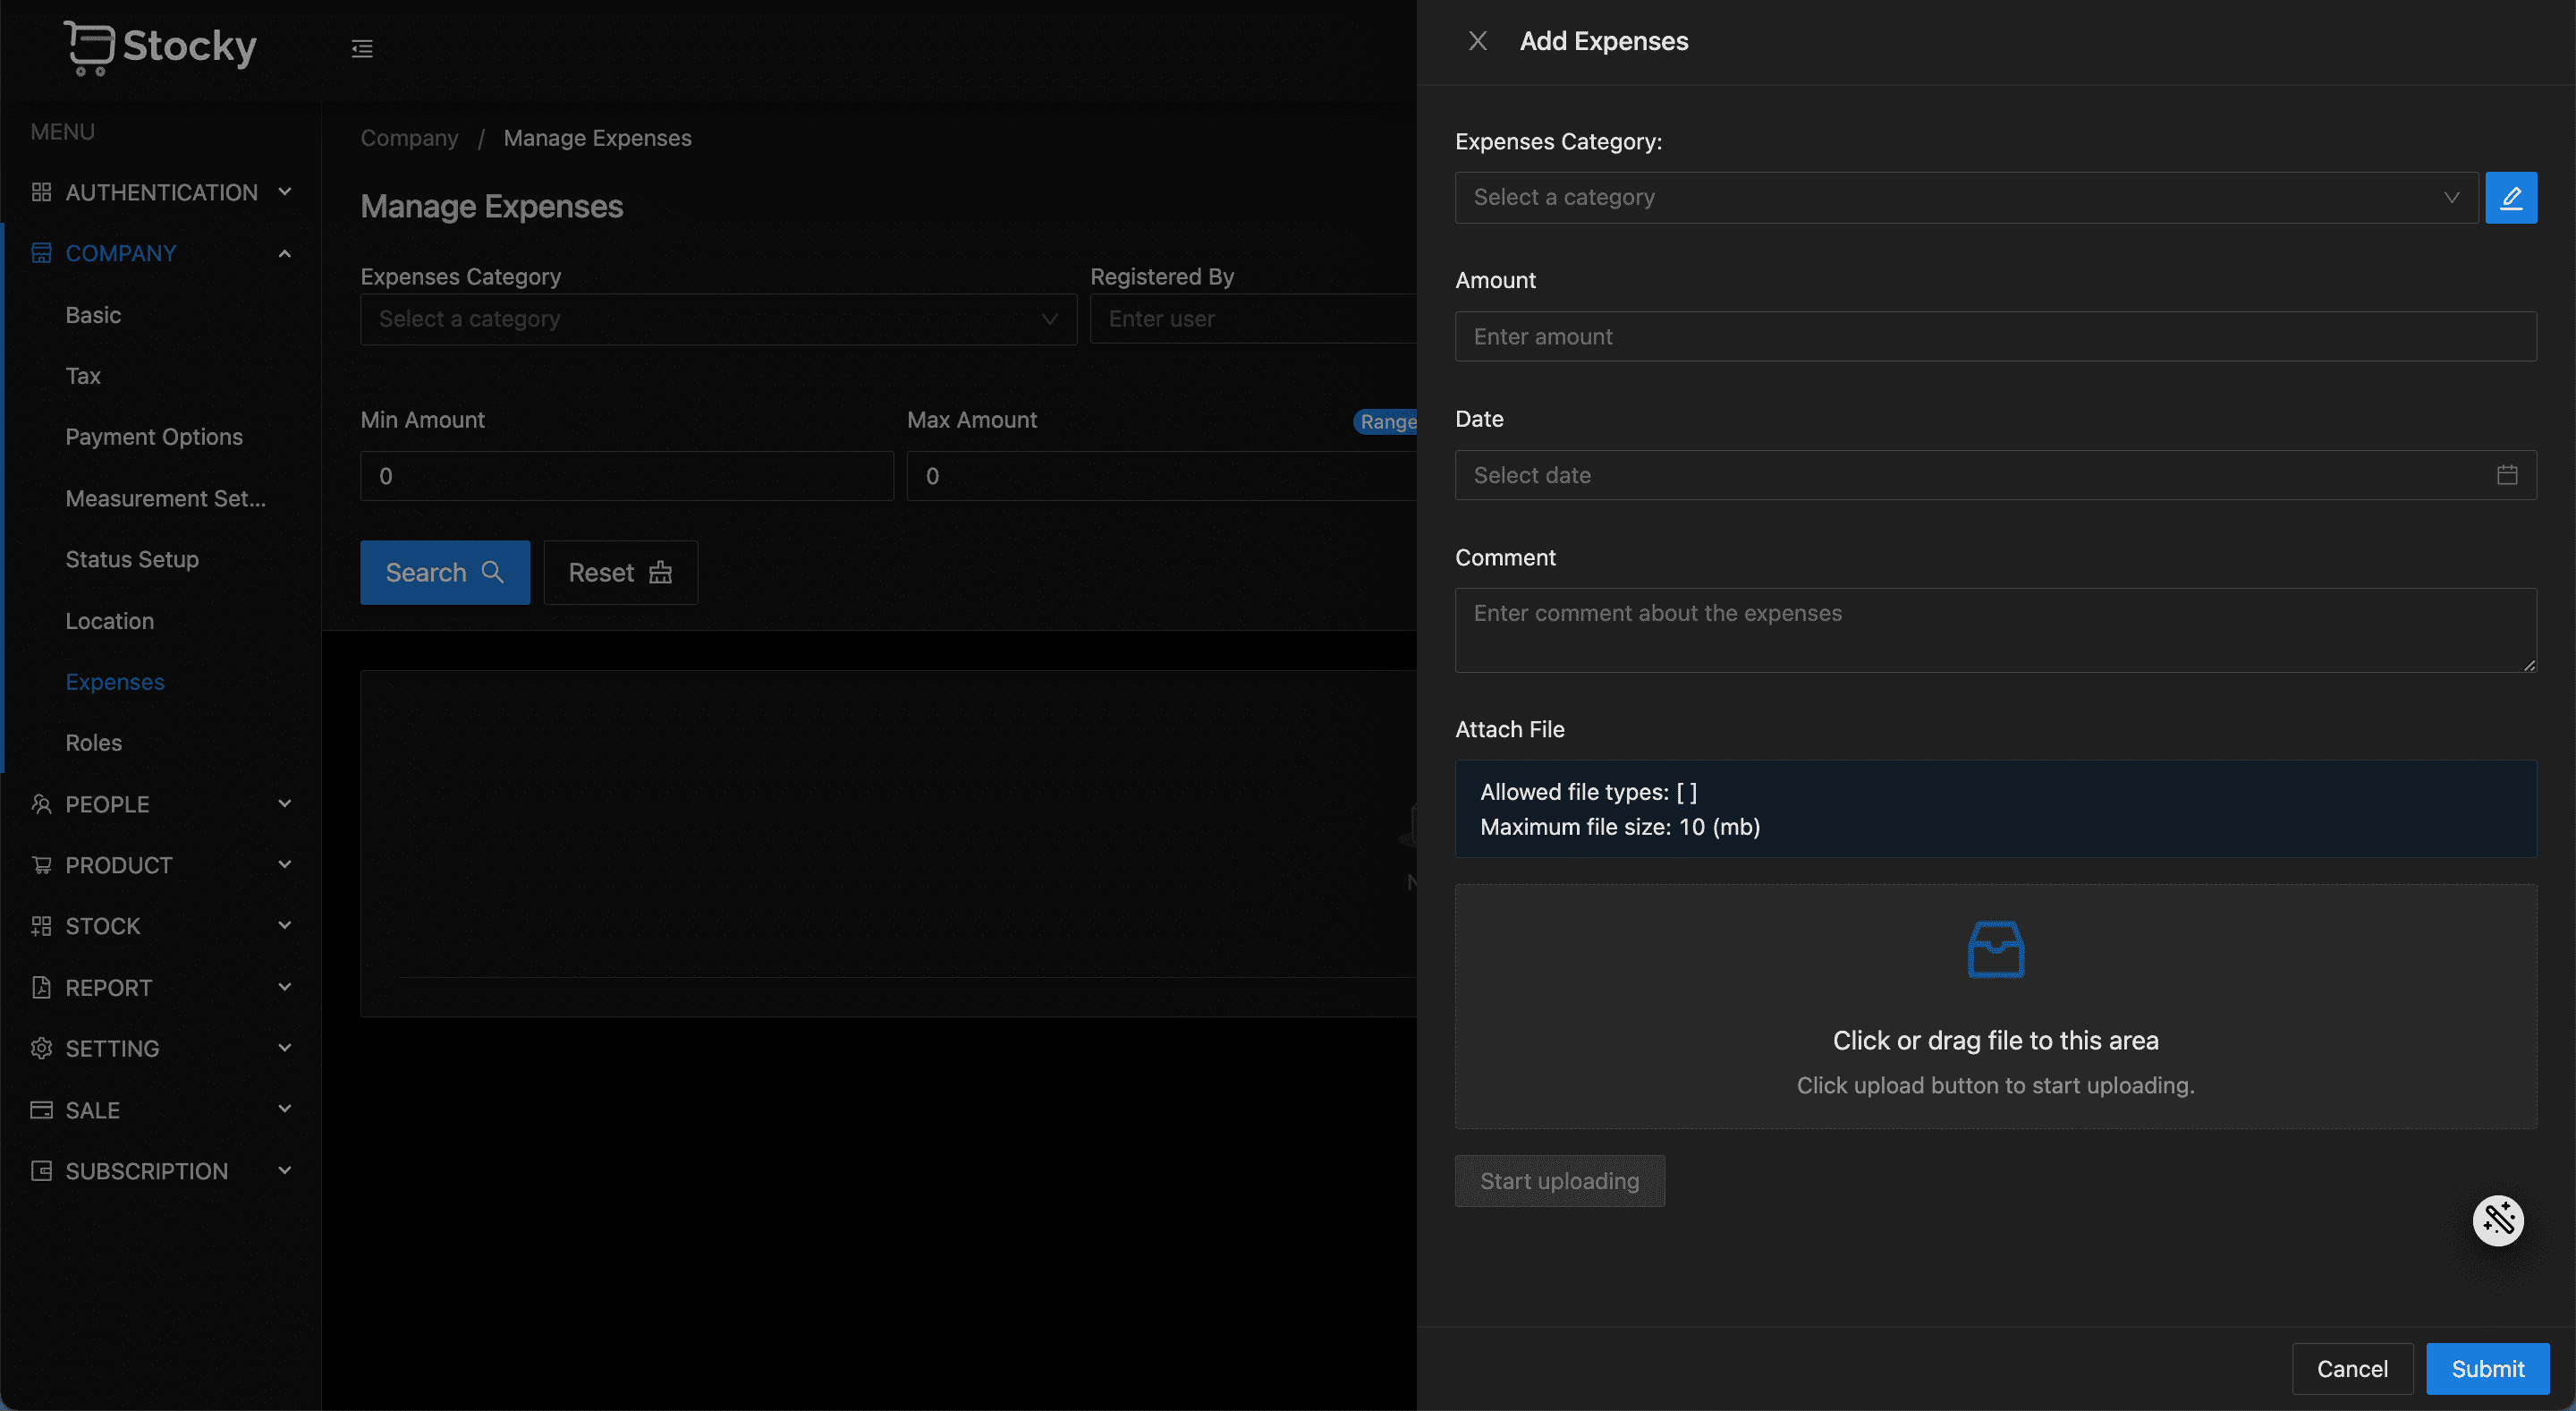 Stocky
MENU
AUTHENTICATION
COMPANY
Basic
Tax
Payment Options
Measurement Set...
Status Setup
Location
Expenses
Roles
PEOPLE
PRODUCT
STOCK
REPORT
SETTING
SALE
SUBSCRIPTION
Company / Manage Expenses
Manage Expenses
Expenses Category
Select a category
Registered By
Enter user
Min Amount
0
Max Amount
0
Range
Search
Reset
Add Expenses
Expenses Category:
Select a category
Amount
Enter amount
Date
Select date
Comment
Enter comment about the expenses
Attach File
Allowed file types: [ ]
Maximum file size: 10 (mb)
Click or drag file to this area
Click upload button to start uploading.
Start uploading
Cancel
Submit